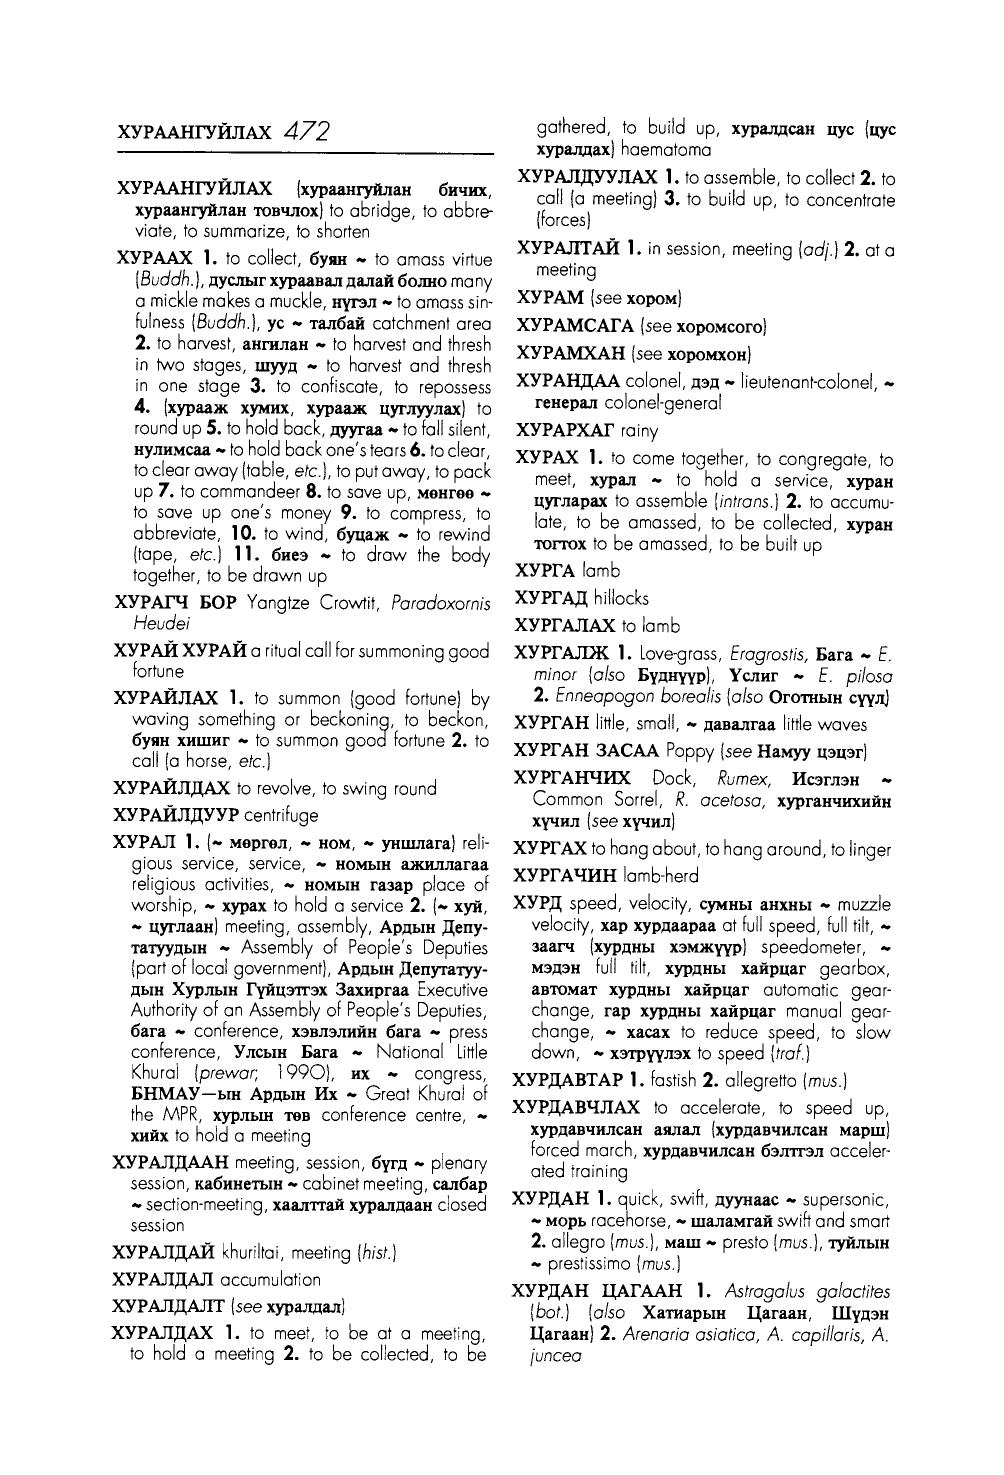 ХУРААНГУЙЛАХ 472
ХУРААНГУЙЛАХ (хураангуйлан бичих,
хураангуйлан товчлох) to abridge, to abbre-
viate, to summarize, to shorten
ХУРААХ 1. to collect, буян ~ to amass virtue
(Buddh.), дуслыг хураавал далай болно many
a mickle makes a muckle, нүгэл ~ to amass sin-
fulness (Buddh.), ус ~ талбай catchment area
2. to harvest, ангилан ~ to harvest and thresh
in two stages, шууд ~ to harvest and thresh
in one stage 3. to confiscate, to repossess
4. (хурааж хумих, хурааж цуглуулах) to
round up 5. to hold back, дуугаа ~ to fall silent,
нулимсаа ~ to hold back one's tears 6. to clear,
to clear away (table, etc.), to put away, to pack
up 7. to commandeer 8. to save up, мөнгөө ~
to save up one's money 9. to compress, to
abbreviate, 10. to wind, буцаж ~ to rewind
(tape, etc.) 11. биеэ ~ to draw the body
together, to be drawn up
ХУРАГЧ БОР Yangtze Crowtit, Paradoxornis
Heudei
ХУРАЙ ХУРАЙ a ritual call for summoning good
fortune
ХУРАЙЛАХ 1. to summon (good fortune) by
waving something or beckoning, to beckon,
буян хишиг ~ to summon good fortune 2. to
call (a horse, etc.)
ХУРАЙЛДАХ to revolve, to swing round
ХУРАЙЛДУУР centrifuge
ХУРАЛ 1. (~ мөргөл, ~ ном, ~ уншлага) reli-
gious service, service, ~ номын ажиллагаа
religious activities, ~ номын газар place of
worship, ~ хурах to hold a service 2. (~ хуй,
~ цуглаан) meeting, assembly, Ардын Депу-
татуудын ~ Assembly of People's Deputies
(part of local government), Ардын Депутатуу-
дын Хурлын Гүйцэтгэх Захиргаа Executive
Authority of an Assembly of People's Deputies,
бага ~ conference, хэвлэлийн бага ~ press
conference, Улсын Бага ~ National Little
Khural (prewar, 1990), их ~ congress,
БНМАУ—ын Ардын Их ~ Great Khural of
the MPR, хурлын төв conference centre, ~
хийх to hold a meeting
ХУРАЛДААН meeting, session, бүгд ~ plenary
session, кабинетын ~ cabinet meeting, салбар
~ section-meeting, хаалттай хуралдаан closed
session
ХУРАЛДАЙ khuriltai, meeting (hist.)
ХУРАЛДАЛ accumulation
ХУРАЛДАЛТ (see хуралдал)
ХУРАЛДАХ 1. to meet, to be at a meeting,
to hold a meeting 2. to be collected, to be
gathered, to build up, хуралдсан цус (цус
хуралдах) haematoma
ХУРАЛДУУЛАХ 1. to assemble, to collect 2. to
call (a meeting) 3. to build up, to concentrate
(forces)
ХУРАЛТАЙ 1. in session, meeting (adj.) 2. at a
meeting
ХУРАМ (see хором)
ХУРАМСАГА (see хоромсого)
ХУРАМХАН (see хоромхон)
ХУРАНДАА colonel, дэд ~ lieutenant-colonel, ~
генерал colonel-general
ХУРАРХАГ rainy
ХУРАХ 1. to come together, to congregate, to
meet, хурал ~ to hold a service, хуран
цугларах to assemble (intrans.) 2. to accumu-
late, to be amassed, to be collected, хуран
тогтох to be amassed, to be built up
ХУРГА lamb
ХУРГАД hillocks
ХУРГАЛАХ to lamb
ХУРГАЛЖ 1. Love-grass, Eragrostis, Бага ~ E.
minor (also Бүднүүр), Үслиг ~ E. pilosa
2. Enneapogon borealis (also Оготнын сүүл)
ХУРГАН little, small, ~ давалгаа little waves
ХУРГАН ЗАСАА Poppy (see Намуу цэцэг)
ХУРГАНЧИХ Dock, Rumex, Исэглэн ~
Common Sorrel, R. acetosa, хурганчихийн
хүчил (see хүчил)
ХУРГАХ to hang about, to hang around, to linger
ХУРГАЧИН lamb-herd
ХУРД speed, velocity, сумны анхны ~ muzzle
velocity, хар хурдаараа at full speed, full tilt, ~
заагч (хурдны хэмжүүр) speedometer, ~
мэдэн full tilt, хурдны хайрцаг gearbox,
автомат хурдны хайрцаг automatic gear-
change, гар хурдны хайрцаг manual gear-
change, ~ хасах to reduce speed, to slow
down, ~ хэтрүүлэх to speed (traf.)
ХУРДАВТАР 1. fastish 2. allegretto (mus.)
ХУРДАВЧЛАХ to accelerate, to speed up,
хурдавчилсан аялал (хурдавчилсан марш)
forced march, хурдавчилсан бэлтгэл acceler-
ated training
ХУРДАН 1. quick, swift, дуунаас ~ supersonic,
~ морь racehorse, ~ шаламгай swift and smart
2. allegro (mus.), маш ~ presto (mus.), туйлын
~ prestissimo (mus.)
ХУРДАН ЦАГААН 1. Astragalus galactites
(bot.) (also Хатиарын Цагаан, Шүдэн
Цагаан) 2. Arenaria asiatica, A. capillaris, A.
juncea